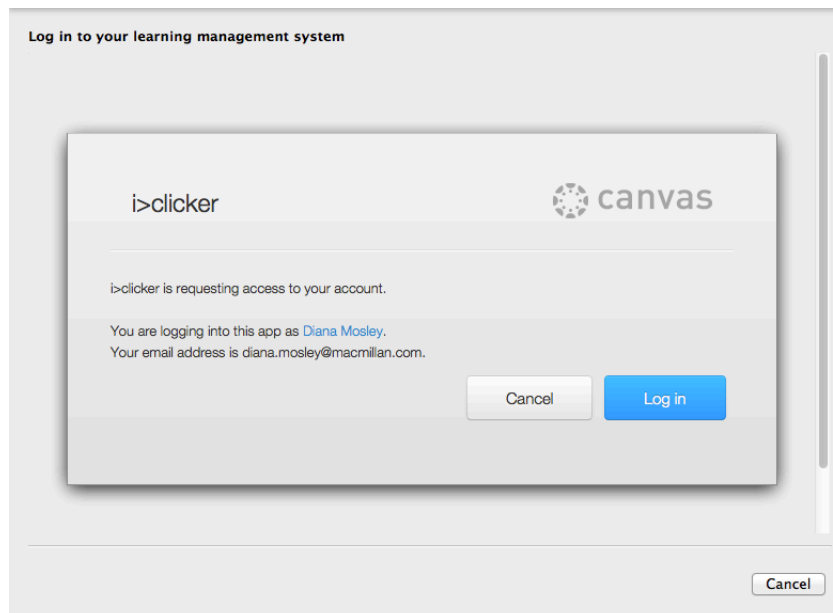 Log in to your learning management system
i>clicker
canvas
i>clicker is requesting access to your account.
You are logging into this app as Diana Mosley.
Your email address is diana.mosley@macmillan.com.
Cancel
Log in
Cancel